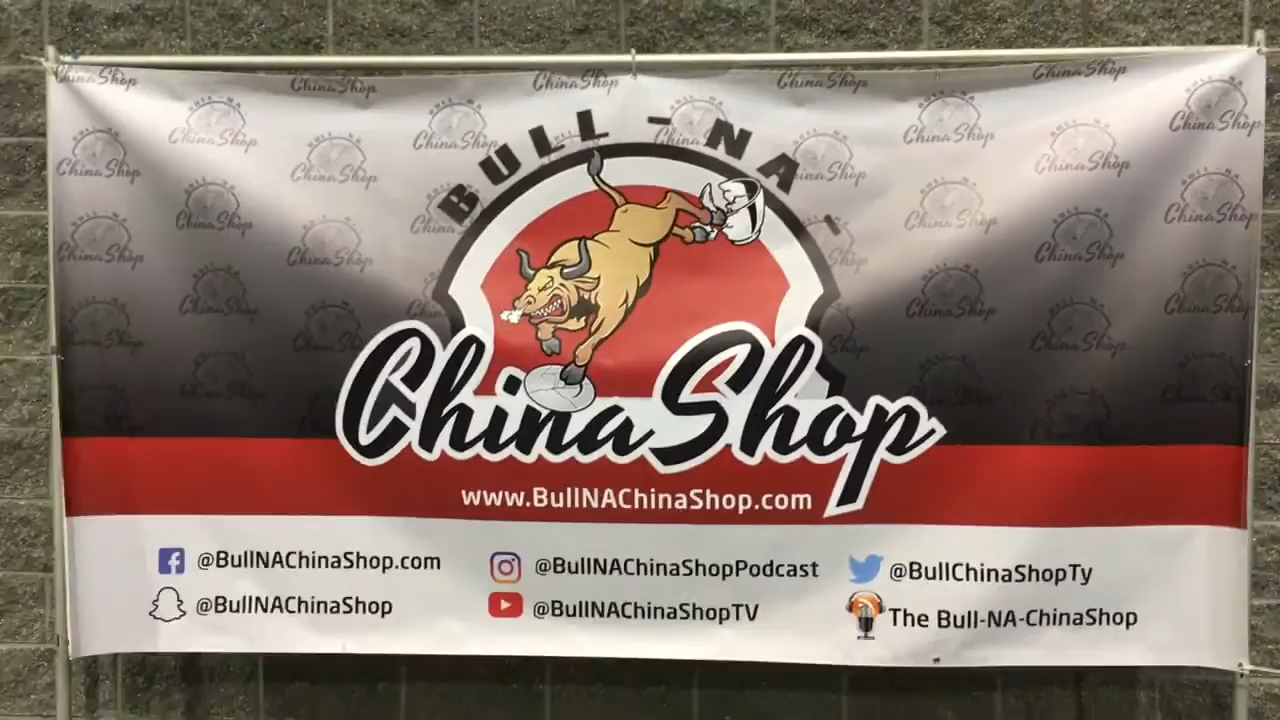 BULL-NA-
ChinaShop
www.BullNAChinaShop.com
@BullNAChinaShop.com
@BullNAChinaShopPodcast
@BullChinaShopTy
@BullNAChinaShop
@BullNAChinaShopTV
The Bull-NA-ChinaShop